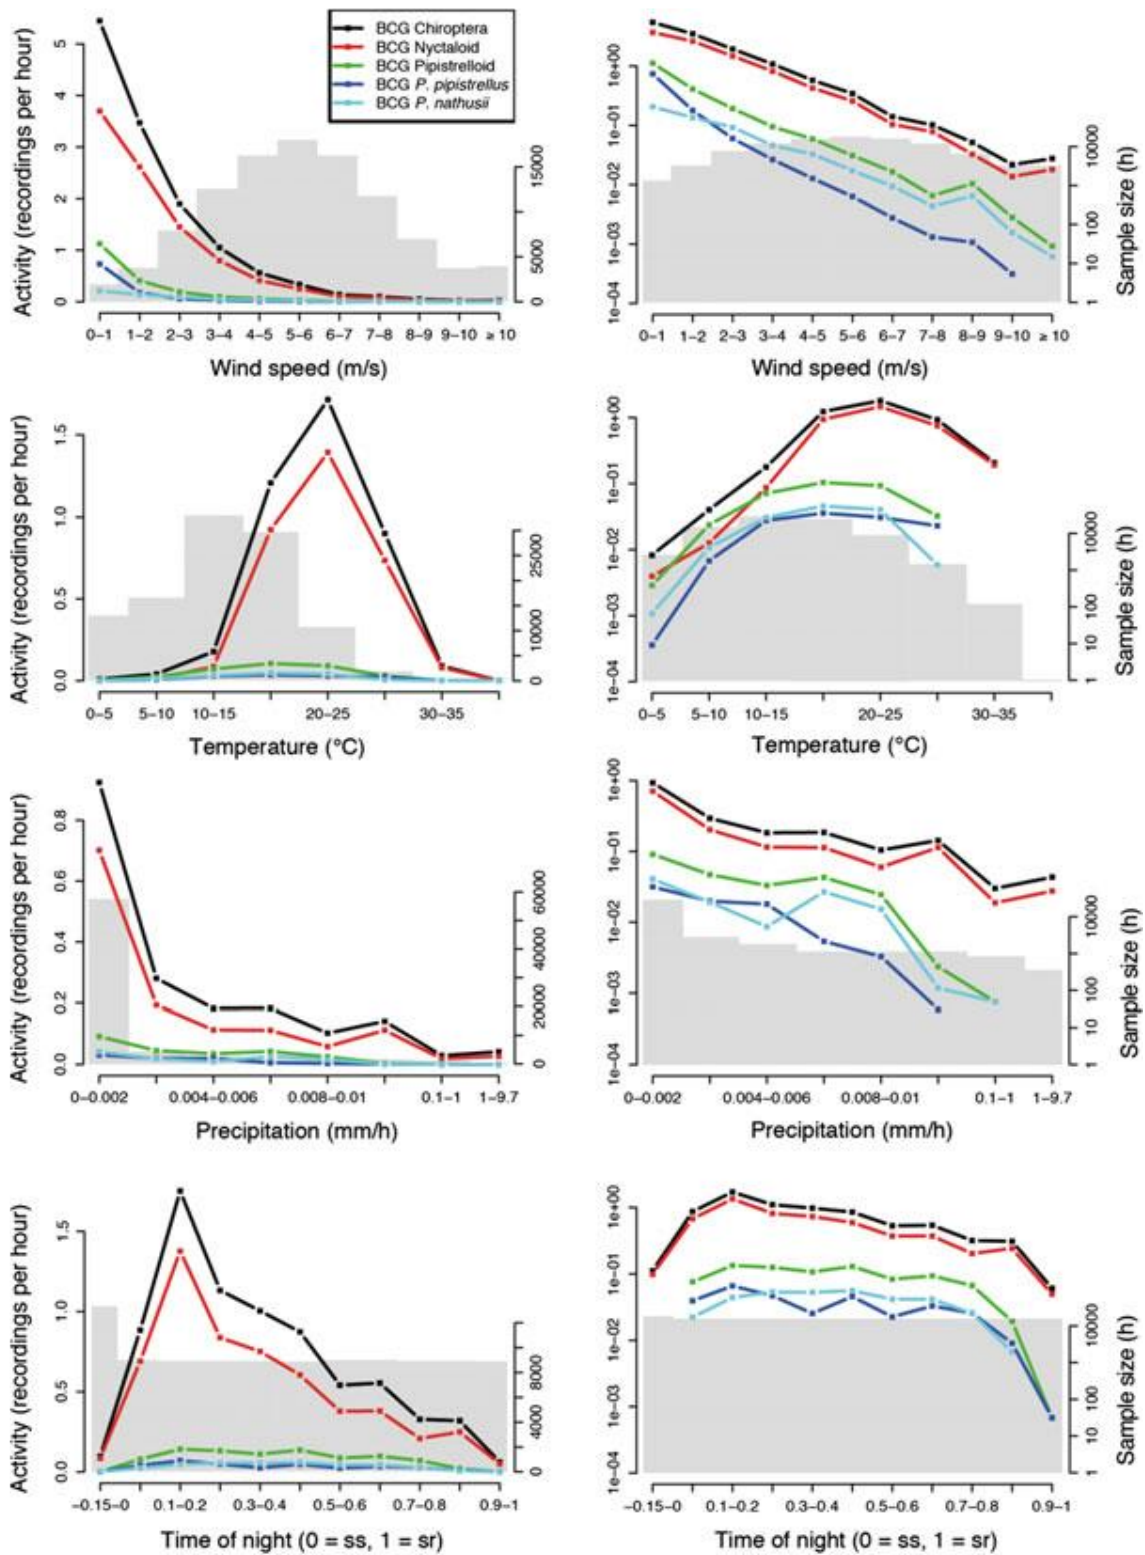 BCG Chiroptera
BCG Nyctaloid
BCG Pipistrelloid
BCG P. pipistrellus
BCG P. nathusii
Activity (recordings per hour)
5
4
3
2
1
0
15000
5000
0
0–1 1–2 2–3 3–4 4–5 5–6 6–7 7–8 8–9 9–10 ≥ 10
Wind speed (m/s)
1e+00
1e-01
1e-02
1e-03
1e-04
10000
100
10
1
Sample size (h)
0–1 1–2 2–3 3–4 4–5 5–6 6–7 7–8 8–9 9–10 ≥ 10
Wind speed (m/s)
Activity (recordings per hour)
1.5
1.0
0.5
0.0
25000
10000
0
0–5 5–10 10–15 20–25 30–35
Temperature (°C)
1e+00
1e-01
1e-02
1e-03
1e-04
10000
100
10
1
Sample size (h)
0–5 5–10 10–15 20–25 30–35
Temperature (°C)
Activity (recordings per hour)
0.8
0.6
0.4
0.2
0.0
60000
40000
20000
0
0–0.002 0.004–0.006 0.008–0.01 0.1–1 1–9.7
Precipitation (mm/h)
1e+00
1e-01
1e-02
1e-03
1e-04
10000
100
10
1
Sample size (h)
0–0.002 0.004–0.006 0.008–0.01 0.1–1 1–9.7
Precipitation (mm/h)
Activity (recordings per hour)
1.5
1.0
0.5
0.0
8000
4000
0
−0.15–0 0.1–0.2 0.3–0.4 0.5–0.6 0.7–0.8 0.9–1
Time of night (0 = ss, 1 = sr)
1e+00
1e-01
1e-02
1e-03
1e-04
10000
100
10
1
Sample size (h)
−0.15–0 0.1–0.2 0.3–0.4 0.5–0.6 0.7–0.8 0.9–1
Time of night (0 = ss, 1 = sr)